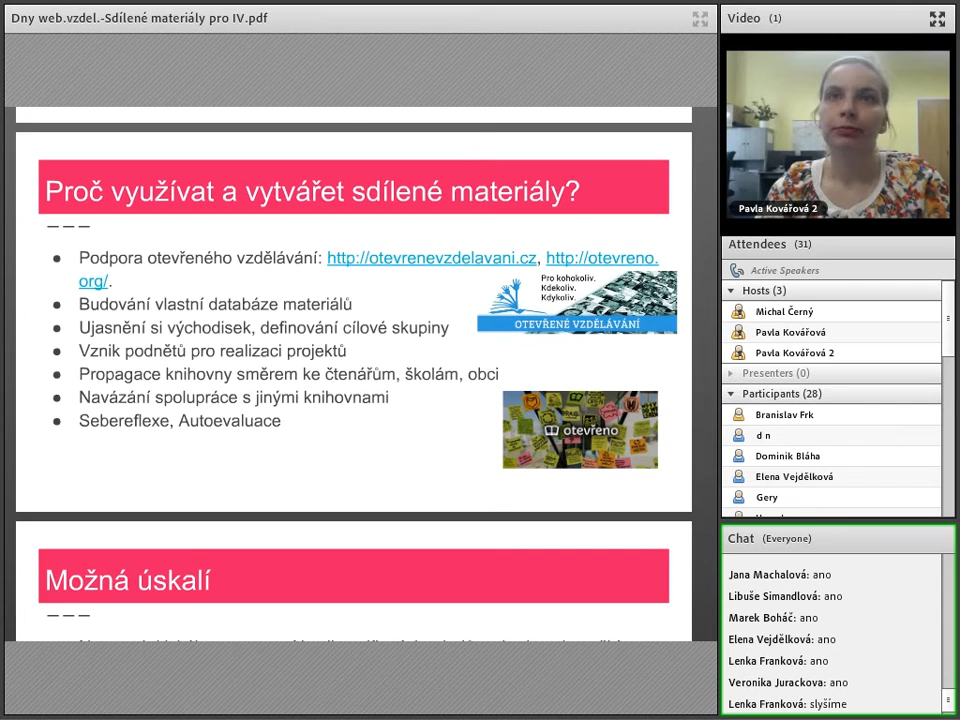 Dny web.vzdel.-Sdílené materiály pro IV.pdf
Proč využívat a vytvářet sdílené materiály?
● Podpora otevřeného vzdělávání: http://otevrenevzdelavani.cz, http://otevreno.
org/.
● Budování vlastní databáze materiálů
● Ujasnění si východisek, definování cílové skupiny
● Vznik podnětů pro realizaci projektů
● Propagace knihovny směrem ke čtenářům, školám, obci
● Navázání spolupráce s jinými knihovnami
● Sebereflexe, Autoevaluace
Pro kohokoliv.
Kdekoliv.
Kdykoliv.
OTEVŘENÉ VZDĚLÁVÁNÍ
otevřeno
Možná úskalí
Video (1)
Pavla Kovářová 2
Attendees (31)
Active Speakers
Hosts (3)
Michal Černý
Pavla Kovářová
Pavla Kovářová 2
Presenters (0)
Participants (28)
Branislav Frk
d n
Dominik Bláha
Elena Vejdělková
Gery
Chat (Everyone)
Jana Machalová: ano
Libuše Simandlová: ano
Marek Boháč: ano
Elena Vejdělková: ano
Lenka Franková: ano
Veronika Jurackova: ano
Lenka Franková: slyšíme